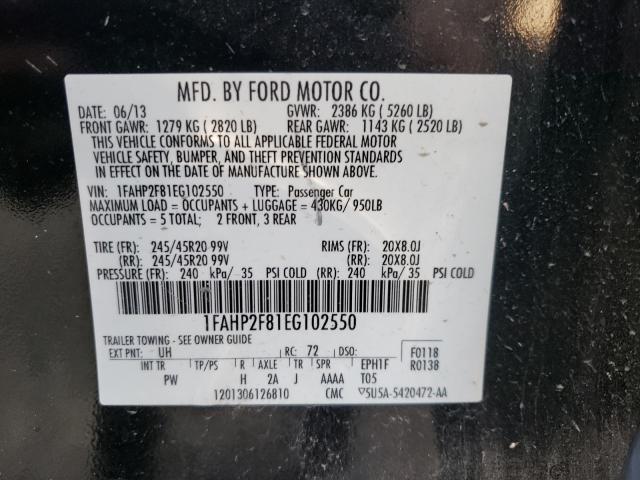 MFD. BY FORD MOTOR CO.
DATE: 06/13 GVWR: 2386 KG ( 5260 LB)
FRONT GAWR: 1279 KG ( 2820 LB) REAR GAWR: 1143 KG ( 2520 LB)
THIS VEHICLE CONFORMS TO ALL APPLICABLE FEDERAL MOTOR
VEHICLE SAFETY, BUMPER, AND THEFT PREVENTION STANDARDS
IN EFFECT ON THE DATE OF MANUFACTURE SHOWN ABOVE.
VIN: 1FAHP2F81EG102550 TYPE: Passenger Car
MAXIMUM LOAD = OCCUPANTS + LUGGAGE = 430KG/ 950LB
OCCUPANTS: 5 TOTAL; 2 FRONT, 3 REAR
TIRE (FR): 245/45R20 99V RIMS (FR): 20X8.0J
(RR): 245/45R20 99V (RR): 20X8.0J
PRESSURE (FR): 240 kPa/ 35 PSI COLD (RR): 240 kPa/ 35 PSI COLD
1FAHP2F81EG102550
TRAILER TOWING - SEE OWNER GUIDE
EXT PNT: UH RC: 72 DSO: F0118
INT TR TP/PS R AXLE TR SPR EPH1F R0138
PW H 2A J AAAA T05
1201306126810 CMC ▽5U5A-5420472-AA